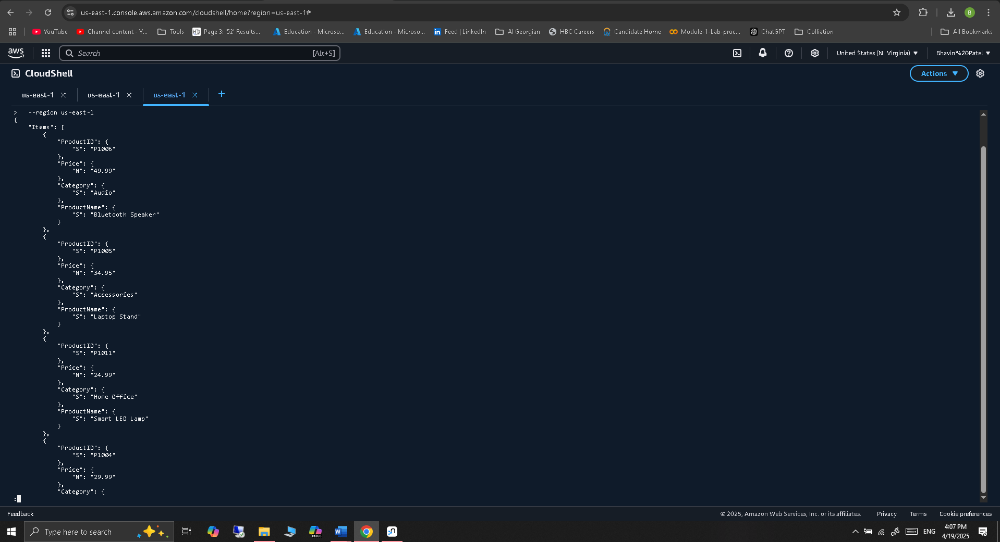 us-east-1.console.aws.amazon.com/cloudshell/home?region=us-east-1#
B
YouTube
Channel content - Y...
Tools
HD
Page 3: '52' Results...
Education - Microso...
Education - Microso...
Feed | LinkedIn
AI Georgian
HBC Careers
Candidate Home
Module-1-Lab-proc...
ChatGPT
Colliation
All Bookmarks
aws
Search
[Alt+S]
United States (N. Virginia)
Bhavin%20Patel
CloudShell
Actions
us-east-1
us-east-1
us-east-1
+
>   --region us-east-1
{
    "Items": [
        {
            "ProductID": {
                "S": "P1006"
            },
            "Price": {
                "N": "49.99"
            },
            "Category": {
                "S": "Audio"
            },
            "ProductName": {
                "S": "Bluetooth Speaker"
            }
        },
        {
            "ProductID": {
                "S": "P1005"
            },
            "Price": {
                "N": "34.95"
            },
            "Category": {
                "S": "Accessories"
            },
            "ProductName": {
                "S": "Laptop Stand"
            }
        },
        {
            "ProductID": {
                "S": "P1011"
            },
            "Price": {
                "N": "24.99"
            },
            "Category": {
                "S": "Home Office"
            },
            "ProductName": {
                "S": "Smart LED Lamp"
            }
        },
        {
            "ProductID": {
                "S": "P1004"
            },
            "Price": {
                "N": "29.99"
            },
            "Category": {
:
Feedback
© 2025, Amazon Web Services, Inc. or its affiliates.
Privacy
Terms
Cookie preferences
Type here to search
M365
ENG
4:07 PM
4/19/2025